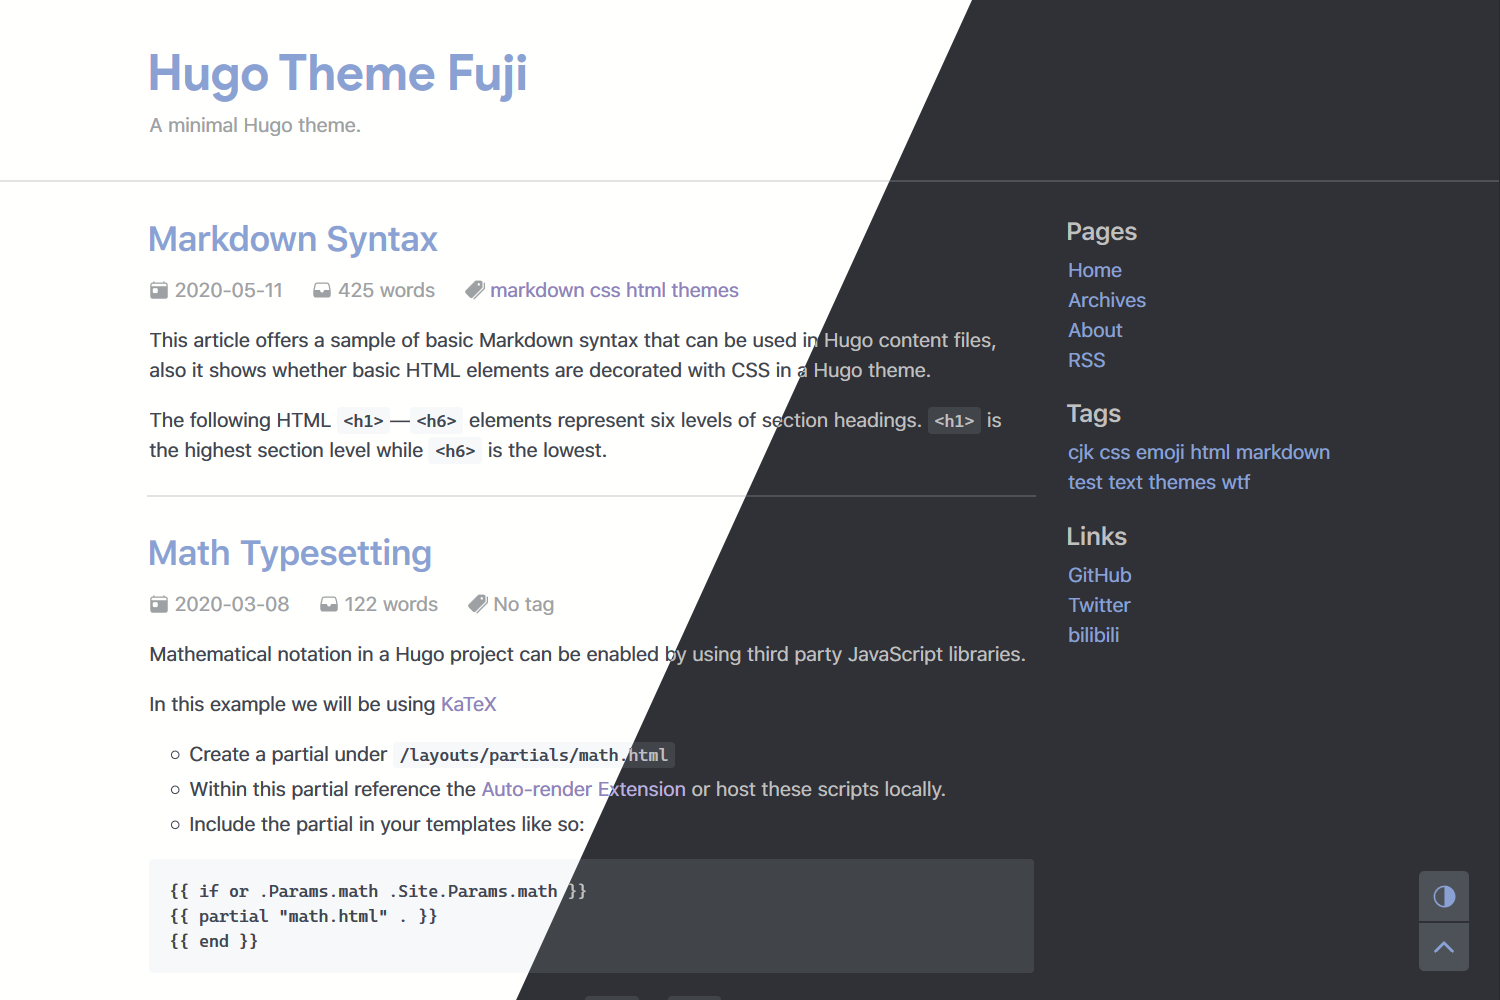 Hugo Theme Fuji
A minimal Hugo theme.
Markdown Syntax
2020-05-11 425 words markdown css html themes
This article offers a sample of basic Markdown syntax that can be used in Hugo content files,
also it shows whether basic HTML elements are decorated with CSS in a Hugo theme.
The following HTML <h1>—<h6> elements represent six levels of section headings. <h1> is
the highest section level while <h6> is the lowest.
Math Typesetting
2020-03-08 122 words No tag
Mathematical notation in a Hugo project can be enabled by using third party JavaScript libraries.
In this example we will be using KaTeX
Create a partial under /layouts/partials/math.html
Within this partial reference the Auto-render Extension or host these scripts locally.
Include the partial in your templates like so:
{{ if or .Params.math .Site.Params.math }}
{{ partial "math.html" . }}
{{ end }}
Pages
Home
Archives
About
RSS
Tags
cjk css emoji html markdown
test text themes wtf
Links
GitHub
Twitter
bilibili